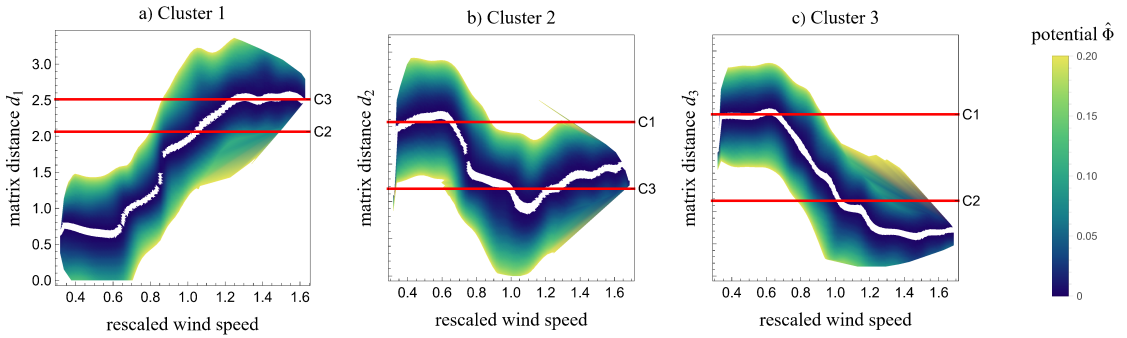 a) Cluster 1
b) Cluster 2
c) Cluster 3
potential Φ̂
matrix distance d1
3.0
2.5
2.0
1.5
1.0
0.5
0.0
C3
C2
0.4 0.6 0.8 1.0 1.2 1.4 1.6
rescaled wind speed
matrix distance d2
C1
C3
0.4 0.6 0.8 1.0 1.2 1.4 1.6
rescaled wind speed
matrix distance d3
C1
C2
0.4 0.6 0.8 1.0 1.2 1.4 1.6
rescaled wind speed
0.20
0.15
0.10
0.05
0